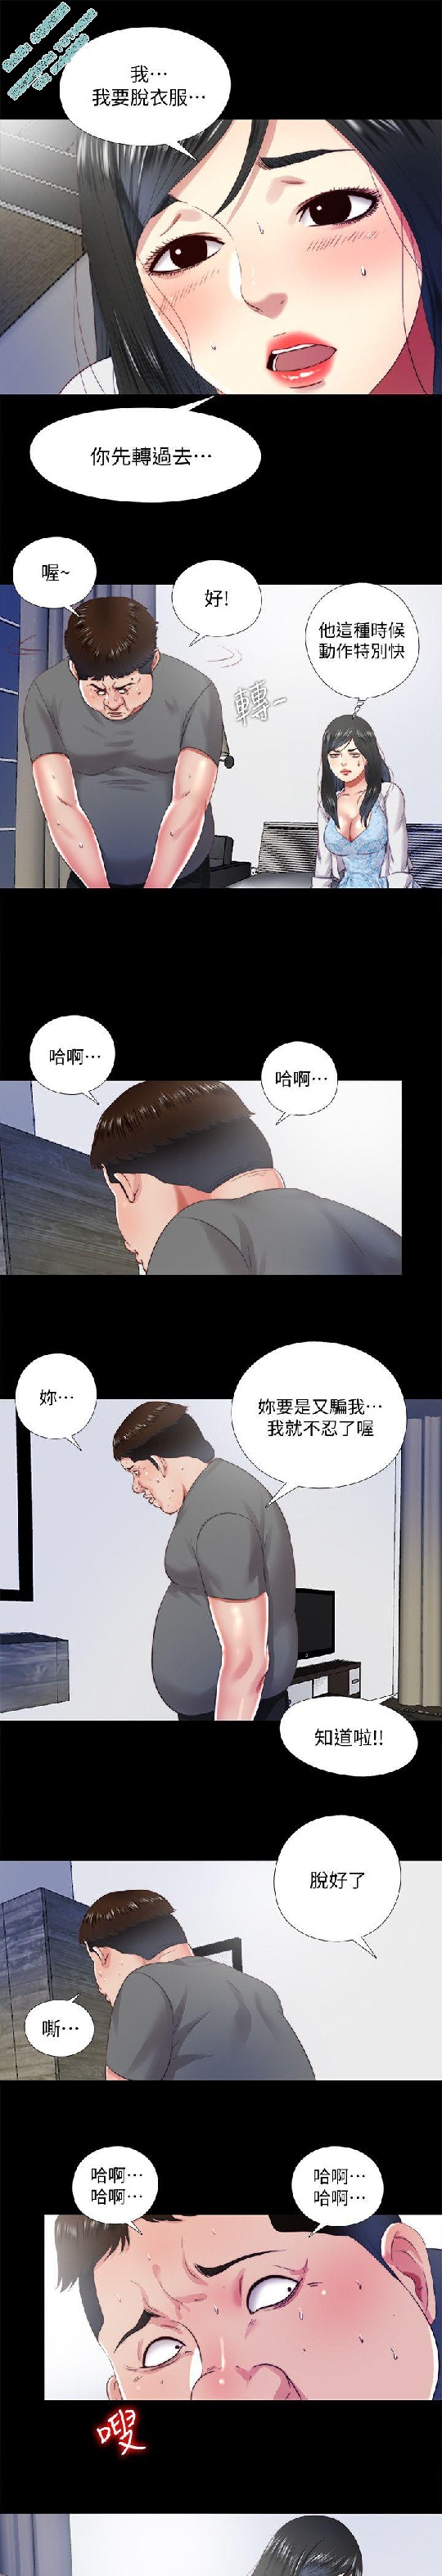 我⋯
我要脫衣服⋯
你先轉過去⋯
喔~
好!
他這種時候
動作特別快
轉~
哈啊⋯
哈啊⋯
妳⋯
妳要是又騙我⋯
我就不忍了喔
知道啦!!
脫好了
嘶⋯
哈啊⋯
哈啊⋯
哈啊⋯
哈啊⋯
嗖